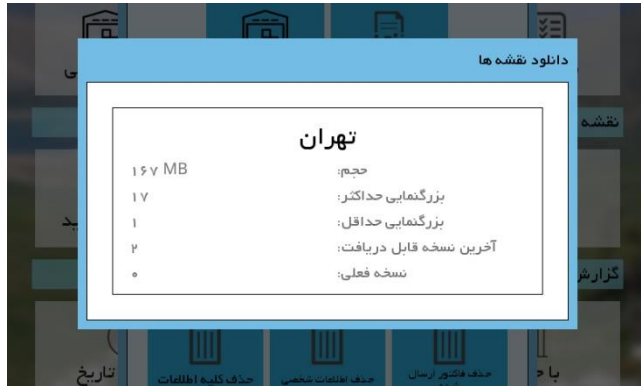 دانلود نقشه ها
نقشه
تهران
حجم: ۱۶۷ MB
بزرگنمایی حداکثر: ۱۷
بزرگنمایی حداقل: ۱
آخرین نسخه قابل دریافت: ۲
نسخه فعلی: ۰
گزارش
حذف فاکتور ارسال
حذف اطلاعات شخصی
حذف کلیه اطلاعات
تاریخ